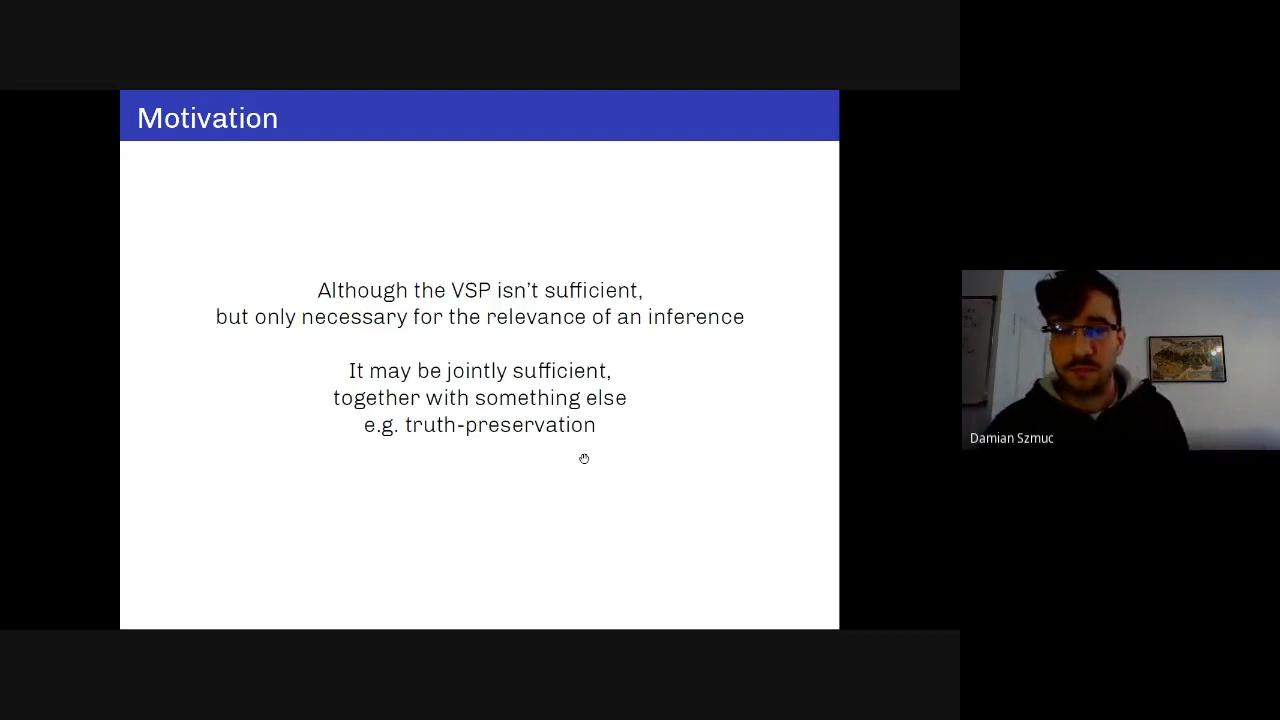 Motivation
Although the VSP isn't sufficient,
but only necessary for the relevance of an inference
It may be jointly sufficient,
together with something else
e.g. truth-preservation
Damian Szmuc